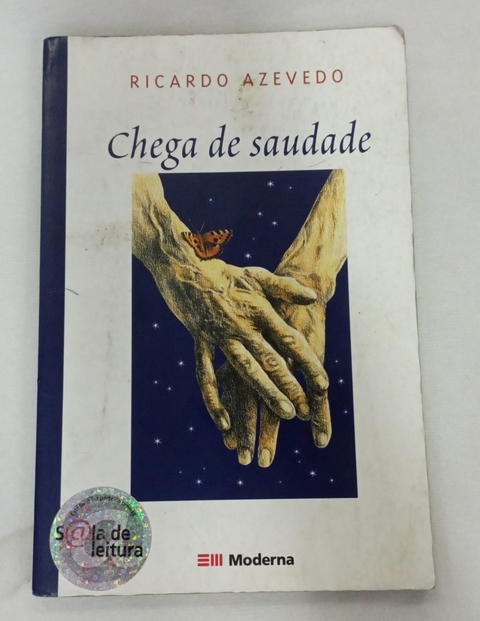 RICARDO AZEVEDO
Chega de saudade
S@la de
leitura
Moderna